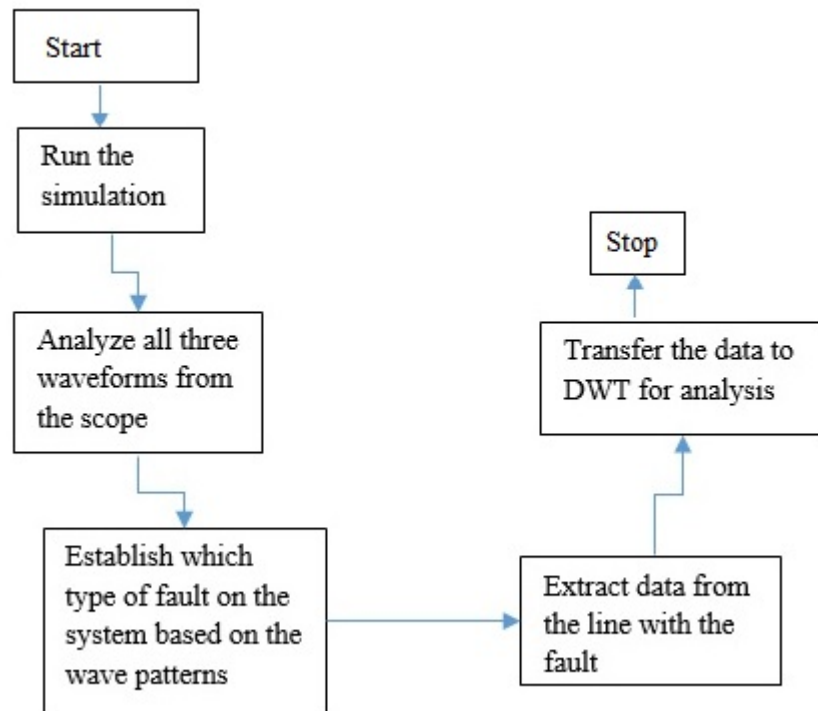 Start
Run the
simulation
Analyze all three
waveforms from
the scope
Establish which
type of fault on the
system based on the
wave patterns
Extract data from
the line with the
fault
Transfer the data to
DWT for analysis
Stop